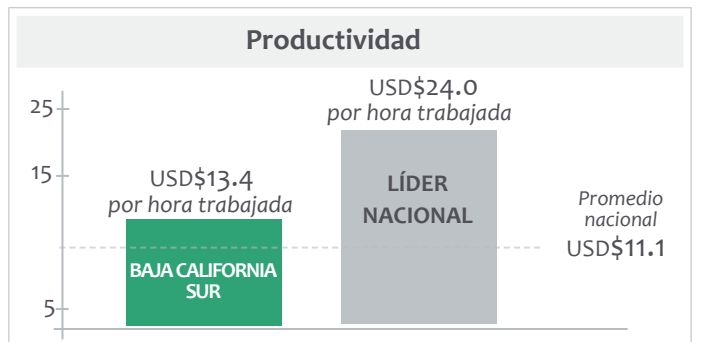 Productividad
25
15
5
USD$13.4
por hora trabajada
BAJA CALIFORNIA
SUR
USD$24.0
por hora trabajada
LÍDER
NACIONAL
Promedio
nacional
USD$11.1